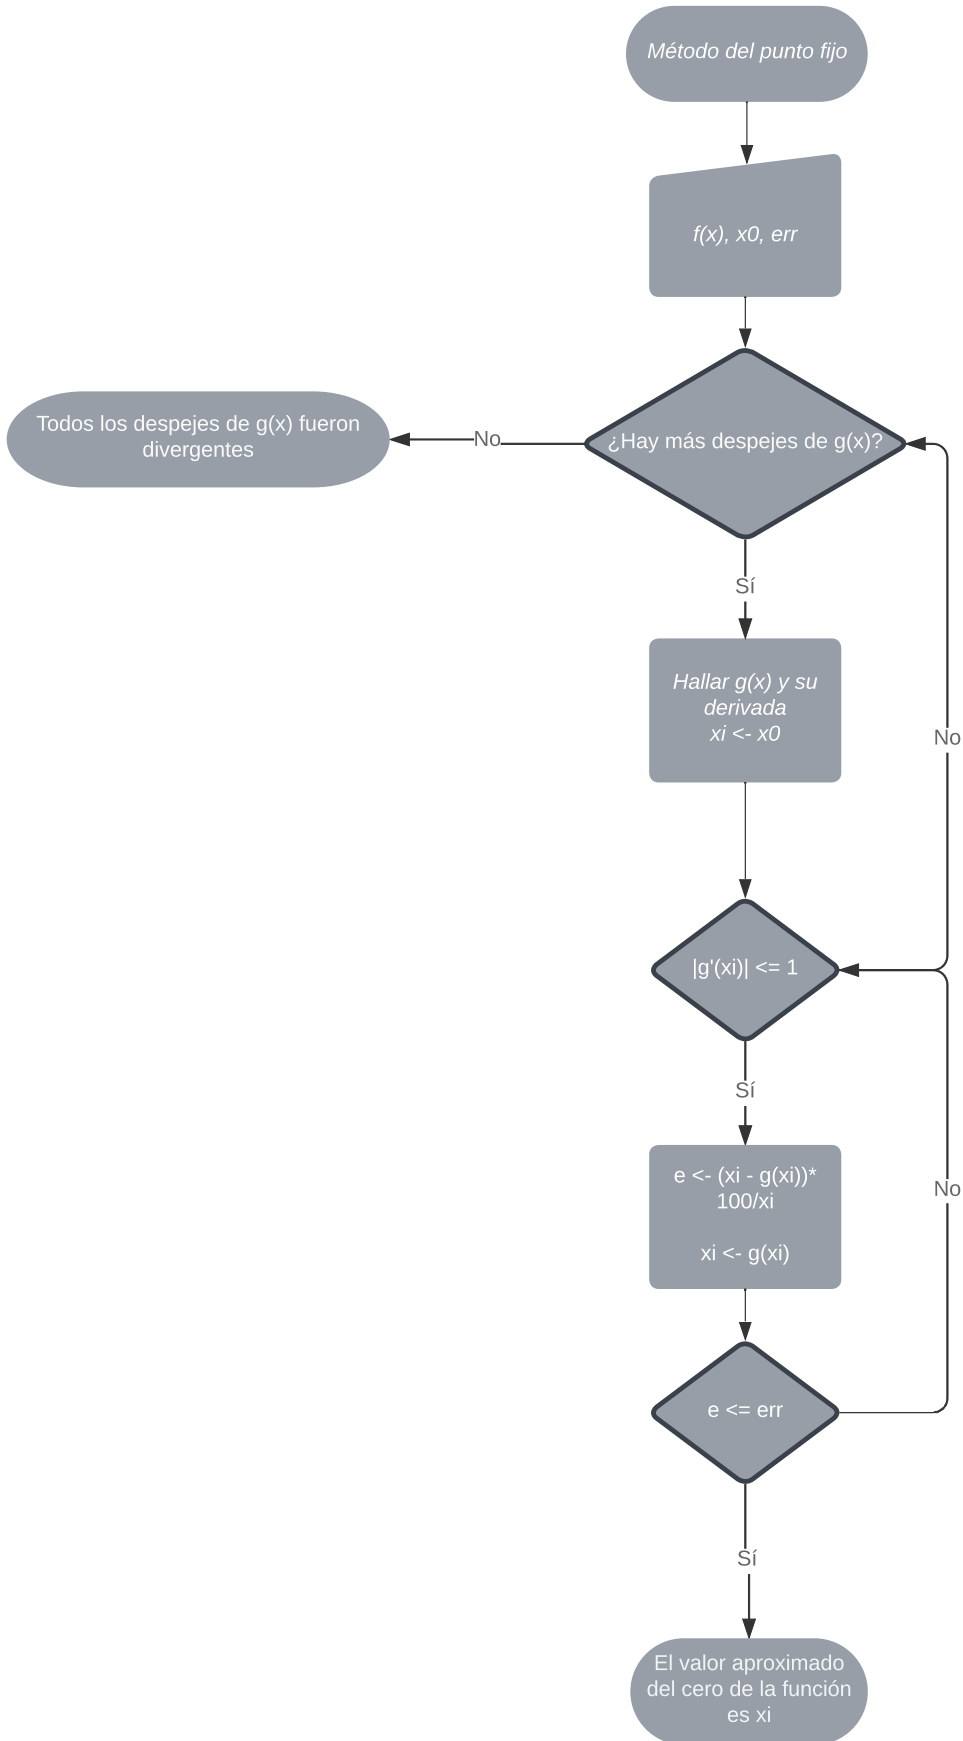 Método del punto fijo
f(x), x0, err
¿Hay más despejes de g(x)?
No
Todos los despejes de g(x) fueron
divergentes
Sí
Hallar g(x) y su
derivada
xi <- x0
No
|g'(xi)| <= 1
Sí
e <- (xi - g(xi))*
100/xi
xi <- g(xi)
No
e <= err
Sí
El valor aproximado
del cero de la función
es xi